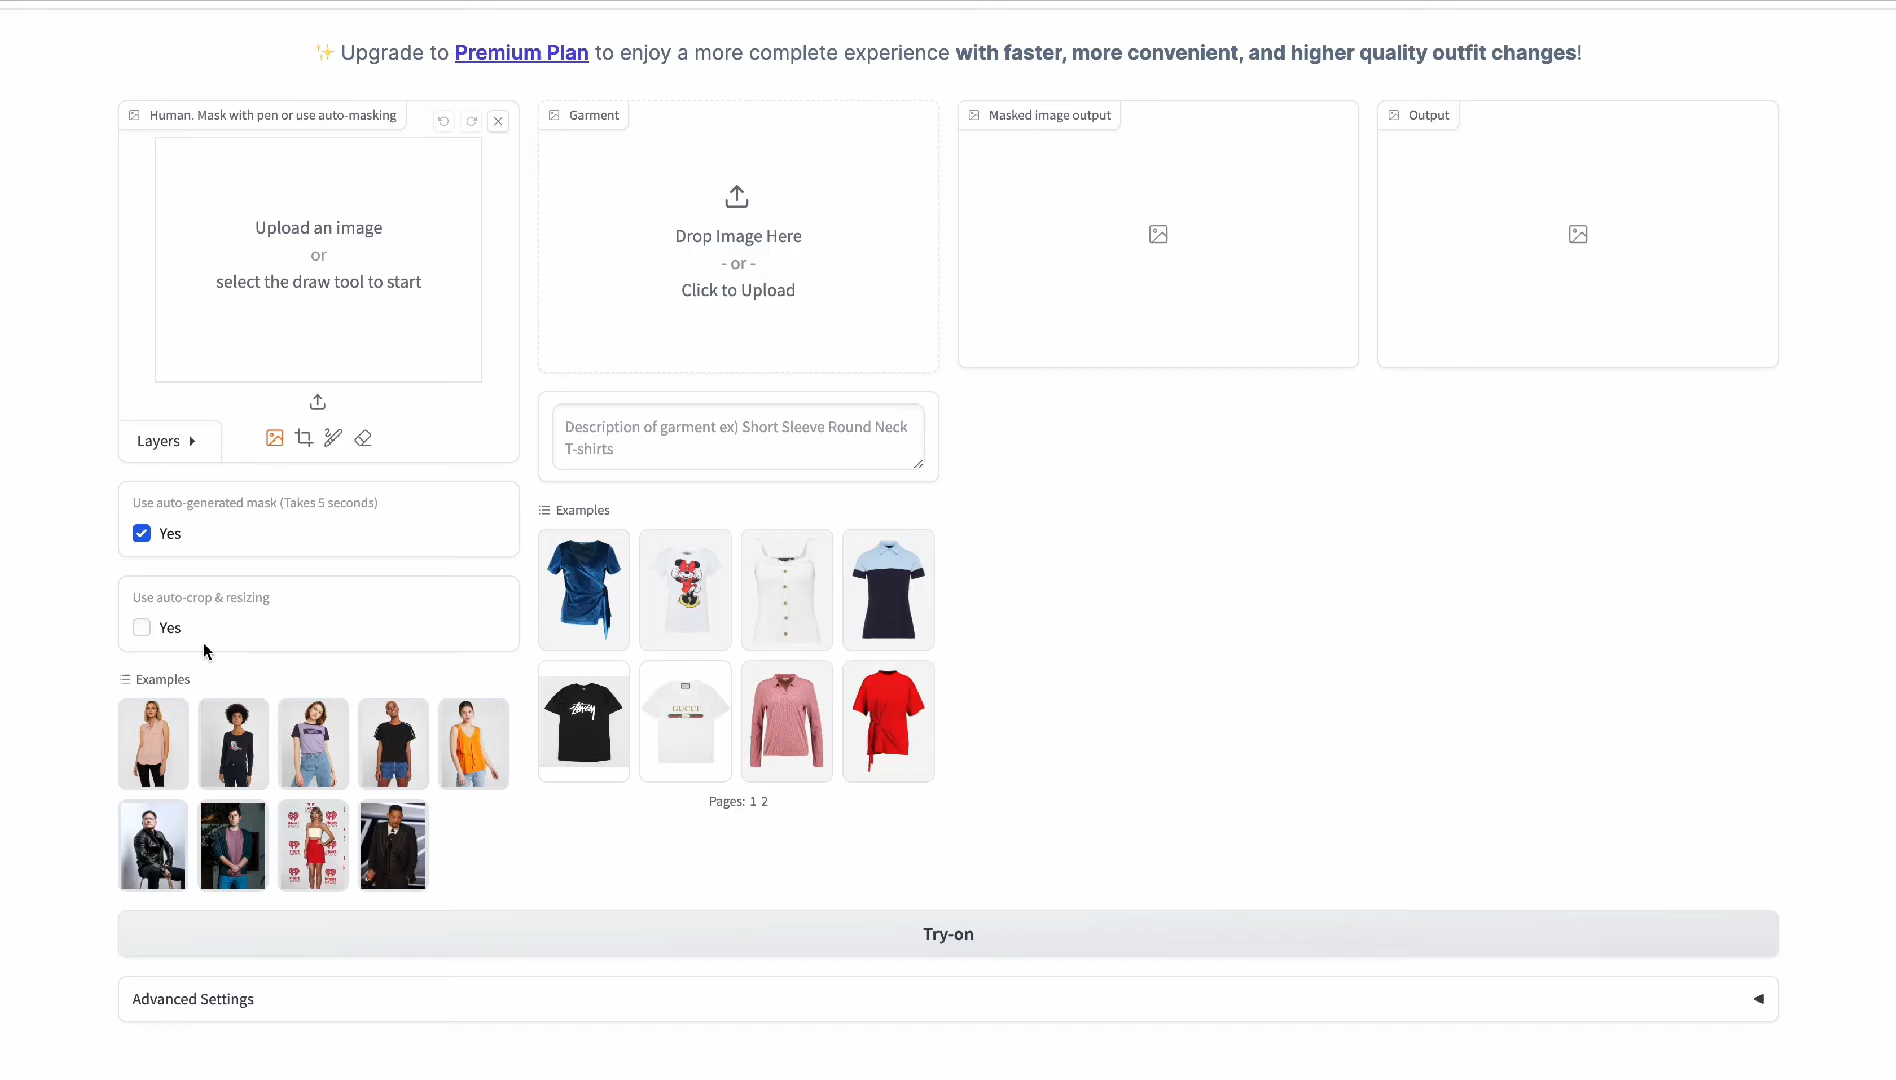 ✨ Upgrade to Premium Plan to enjoy a more complete experience with faster, more convenient, and higher quality outfit changes!
Human. Mask with pen or use auto-masking
Upload an image
or
select the draw tool to start
Layers
Use auto-generated mask (Takes 5 seconds)
Yes
Use auto-crop & resizing
Yes
Examples
Garment
Drop Image Here
- or -
Click to Upload
Description of garment ex) Short Sleeve Round Neck
T-shirts
Examples
GUCCI
Pages: 1 2
Masked image output
Output
Try-on
Advanced Settings